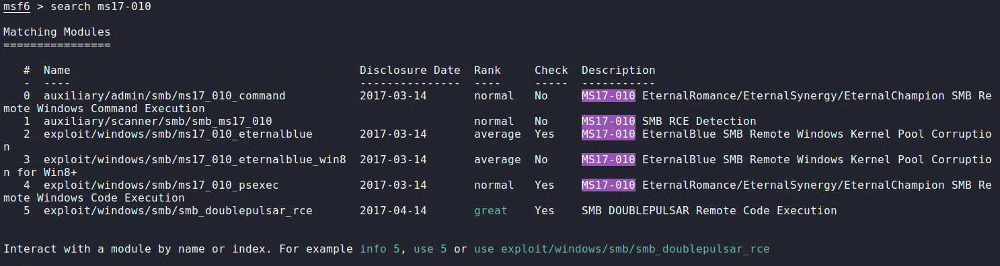 msf6 > search ms17-010
Matching Modules
================
#  Name                                      Disclosure Date  Rank     Check  Description
-  ----                                      ---------------  ----     -----  -----------
0  auxiliary/admin/smb/ms17_010_command      2017-03-14       normal   No     MS17-010 EternalRomance/EternalSynergy/EternalChampion SMB Re
mote Windows Command Execution
1  auxiliary/scanner/smb/smb_ms17_010                         normal   No     MS17-010 SMB RCE Detection
2  exploit/windows/smb/ms17_010_eternalblue  2017-03-14       average  Yes    MS17-010 EternalBlue SMB Remote Windows Kernel Pool Corruptio
n
3  exploit/windows/smb/ms17_010_eternalblue_win8  2017-03-14  average  No     MS17-010 EternalBlue SMB Remote Windows Kernel Pool Corruptio
n for Win8+
4  exploit/windows/smb/ms17_010_psexec       2017-03-14       normal   Yes    MS17-010 EternalRomance/EternalSynergy/EternalChampion SMB Re
mote Windows Code Execution
5  exploit/windows/smb/smb_doublepulsar_rce  2017-04-14       great    Yes    SMB DOUBLEPULSAR Remote Code Execution
Interact with a module by name or index. For example info 5, use 5 or use exploit/windows/smb/smb_doublepulsar_rce